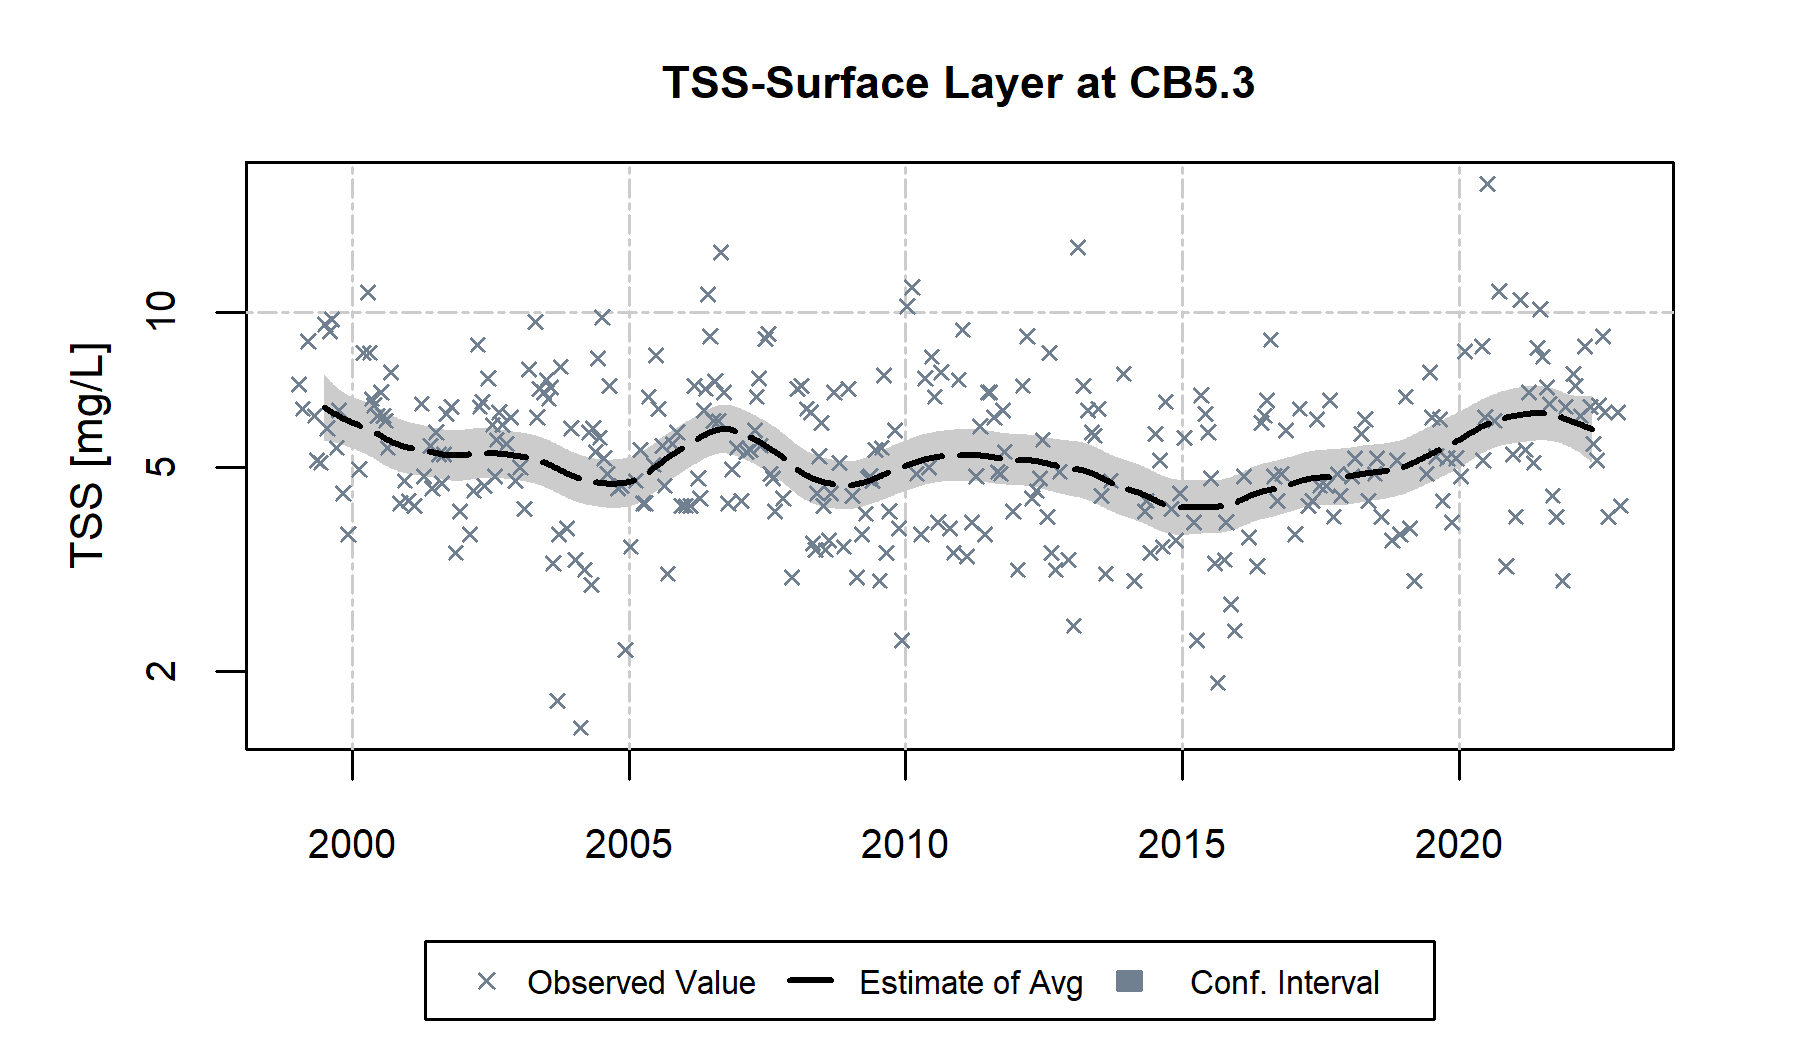 TSS-Surface Layer at CB5.3
TSS [mg/L]
10
5
2
2000 2005 2010 2015 2020
Observed Value Estimate of Avg Conf. Interval